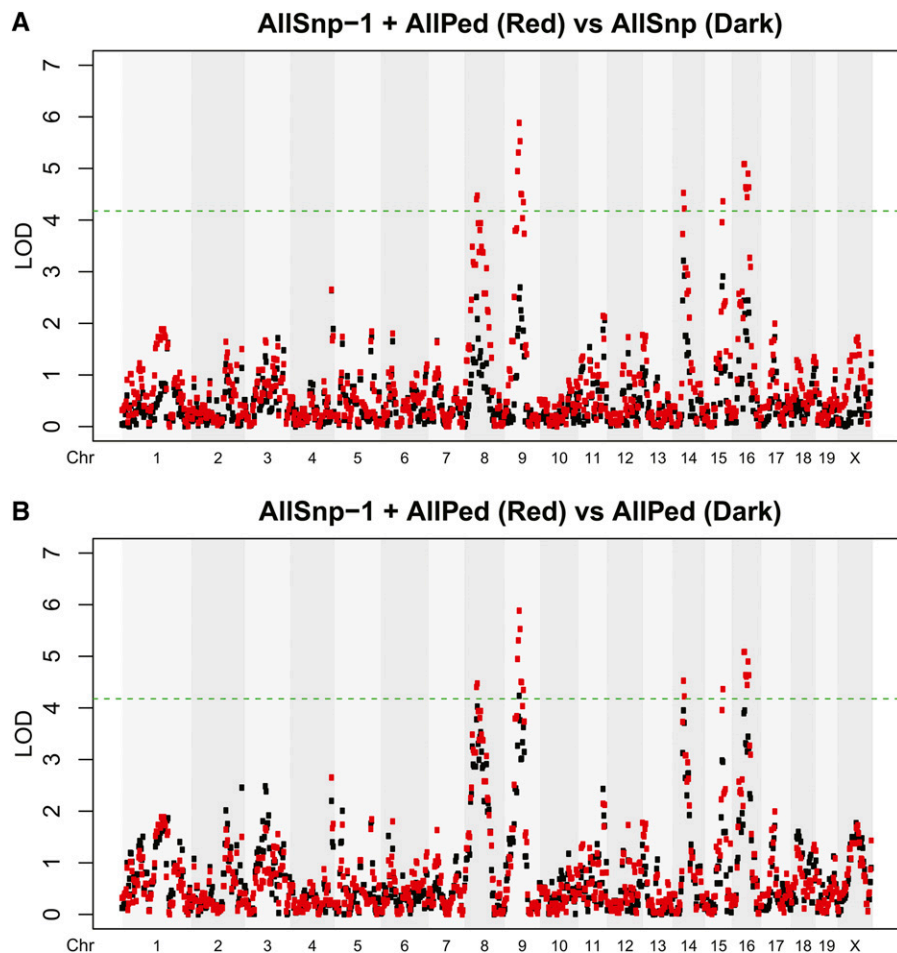 A
AllSnp−1 + AllPed (Red) vs AllSnp (Dark)
7
6
5
4
3
2
1
0
LOD
Chr 1 2 3 4 5 6 7 8 9 10 11 12 13 14 15 16 17 18 19 X
B
AllSnp−1 + AllPed (Red) vs AllPed (Dark)
7
6
5
4
3
2
1
0
LOD
Chr 1 2 3 4 5 6 7 8 9 10 11 12 13 14 15 16 17 18 19 X